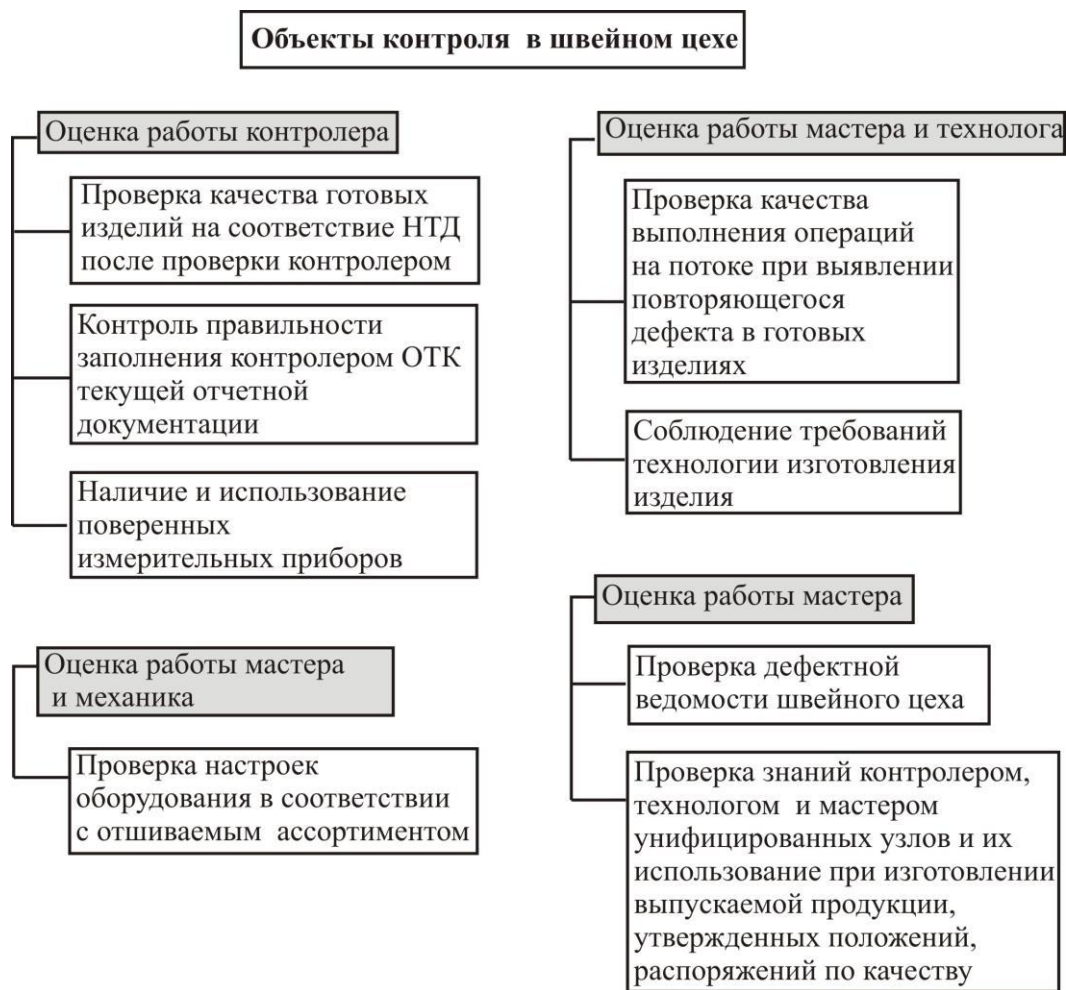 Объекты контроля в швейном цехе
Оценка работы контролера
Проверка качества готовых
изделий на соответствие НТД
после проверки контролером
Контроль правильности
заполнения контролером ОТК
текущей отчетной
документации
Наличие и использование
поверенных
измерительных приборов
Оценка работы мастера
и механика
Проверка настроек
оборудования в соответствии
с отшиваемым ассортиментом
Оценка работы мастера и технолога
Проверка качества
выполнения операций
на потоке при выявлении
повторяющегося
дефекта в готовых
изделиях
Соблюдение требований
технологии изготовления
изделия
Оценка работы мастера
Проверка дефектной
ведомости швейного цеха
Проверка знаний контролером,
технологом и мастером
унифицированных узлов и их
использование при изготовлении
выпускаемой продукции,
утвержденных положений,
распоряжений по качеству